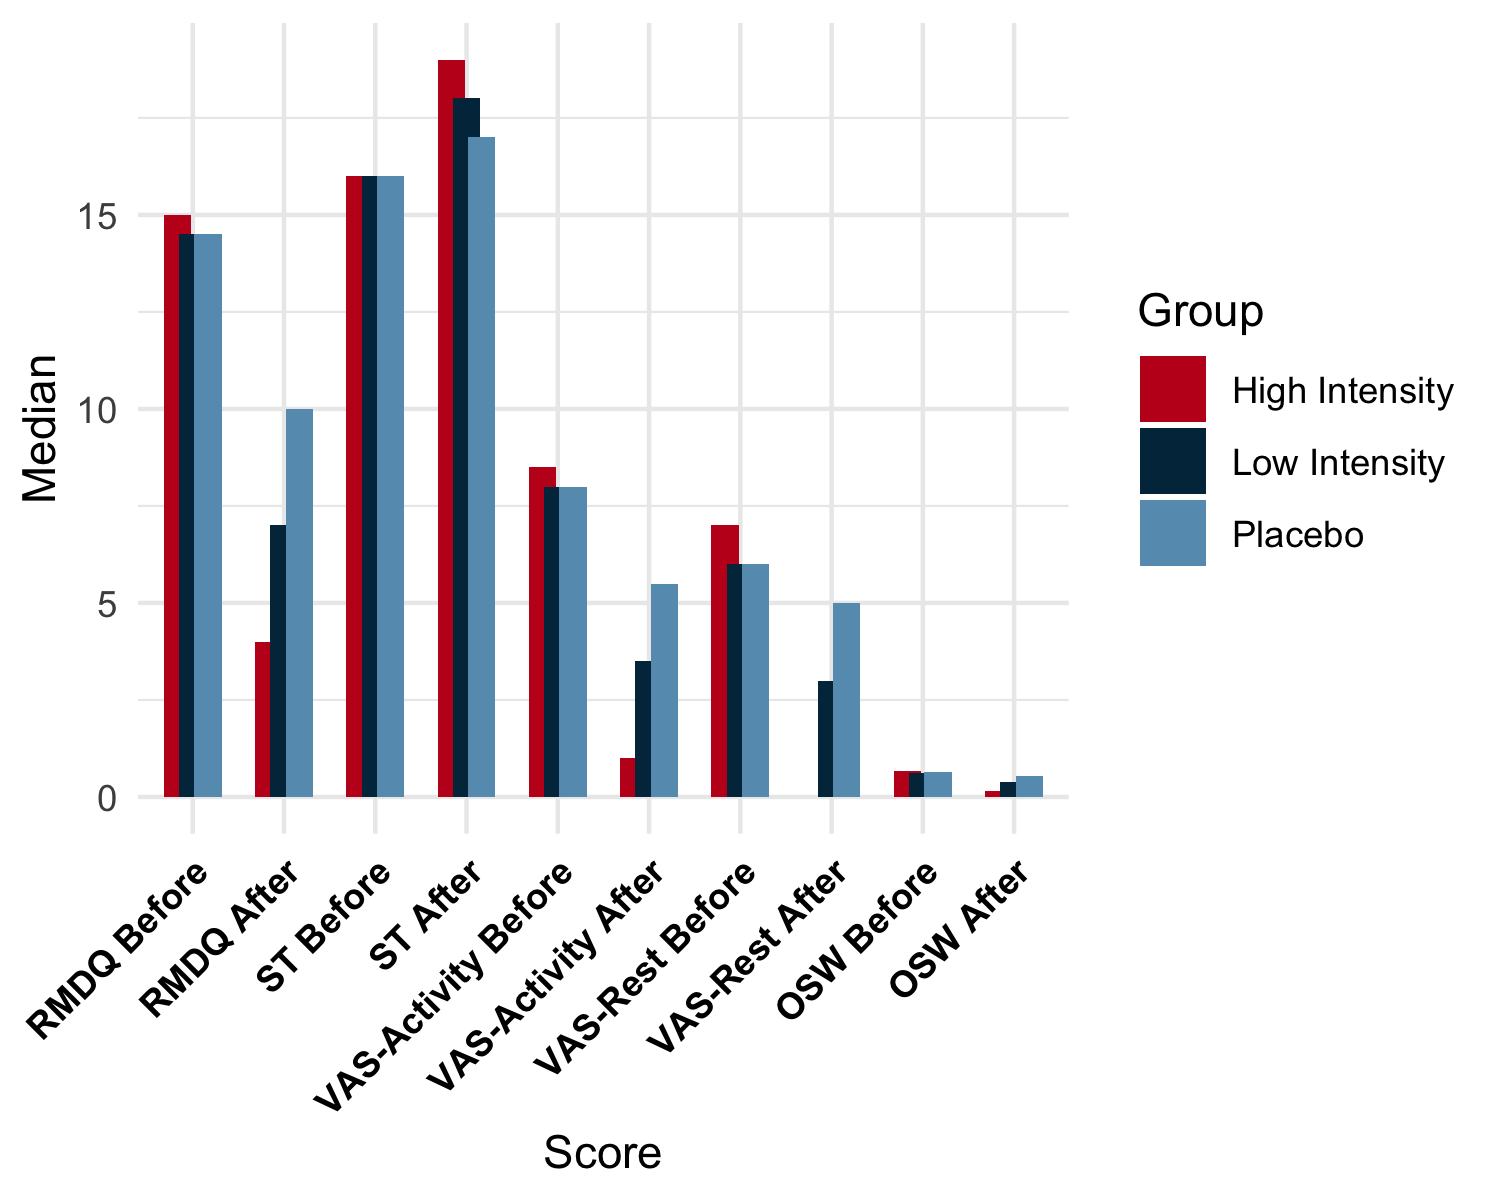 Median
15
10
5
0
RMDQ Before
RMDQ After
ST Before
ST After
VAS-Activity Before
VAS-Activity After
VAS-Rest Before
VAS-Rest After
OSW Before
OSW After
Score
Group
High Intensity
Low Intensity
Placebo